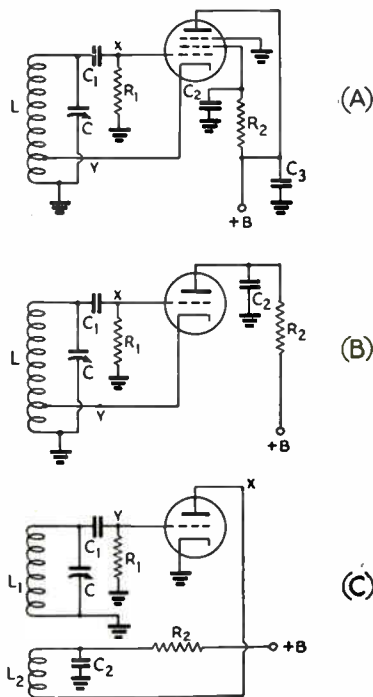 C₁
X
L
C
R₁
Y
C₂
R₂
C₃
+B
(A)
C₁
X
L
C
R₁
Y
C₂
R₂
+B
(B)
X
C₁
Y
L₁
C
R₁
(C)
R₂
+B
L₂
C₂